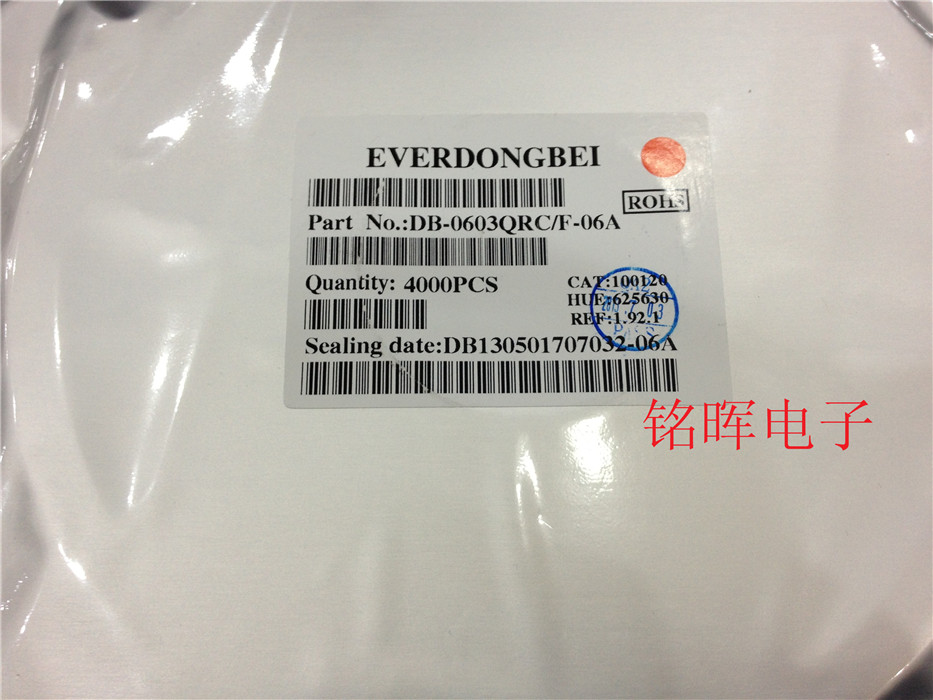 EVERDONGBEI
ROHS
Part No.:DB-0603QRC/F-06A
Quantity: 4000PCS
CAT:100120
HUE:625630
REF:1.92.1
PASS
Sealing date:DB130501707032-06A
铭晖电子